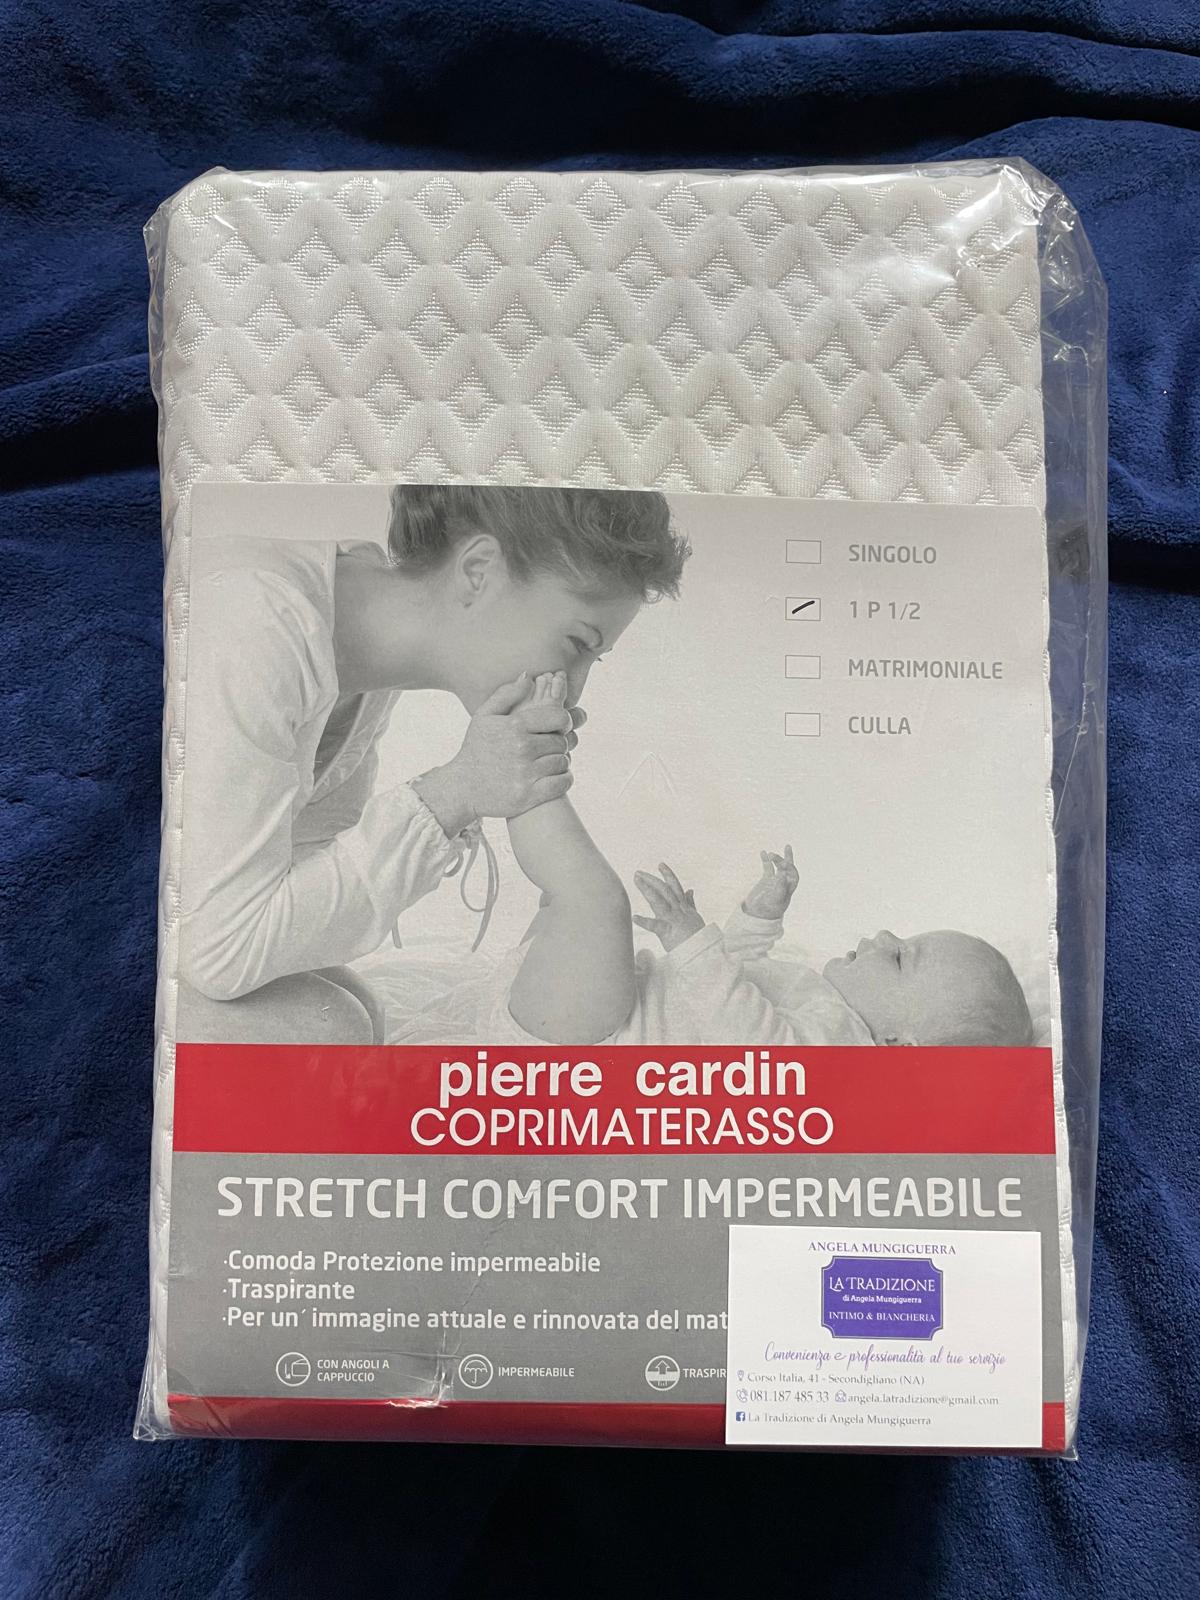 SINGOLO
1 P 1/2
MATRIMONIALE
CULLA
pierre cardin
COPRIMATERASSO
STRETCH COMFORT IMPERMEABILE
·Comoda Protezione impermeabile
·Traspirante
·Per un´ immagine attuale e rinnovata del mat
CON ANGOLI A
CAPPUCCIO
IMPERMEABILE
TRASPIR
ANGELA MUNGIGUERRA
LA TRADIZIONE
di Angela Mungiguerra
INTIMO & BIANCHERIA
Convenienza e professionalità al tuo servizio
Corso Italia, 41 - Secondigliano (NA)
081.187 485 33 angela.latradizione@gmail.com
La Tradizione di Angela Mungiguerra